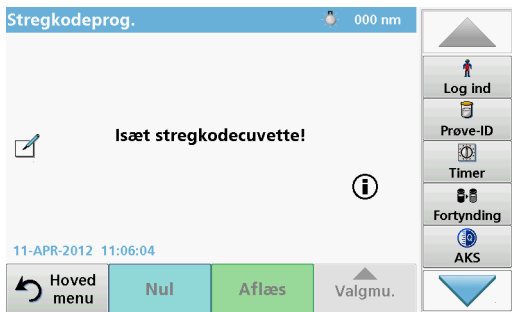 Stregkodeprog.
000 nm
Isæt stregkodecuvette!
11-APR-2012 11:06:04
Hoved
menu
Nul
Aflæs
Valgmu.
Log ind
Prøve-ID
Timer
Fortynding
AKS